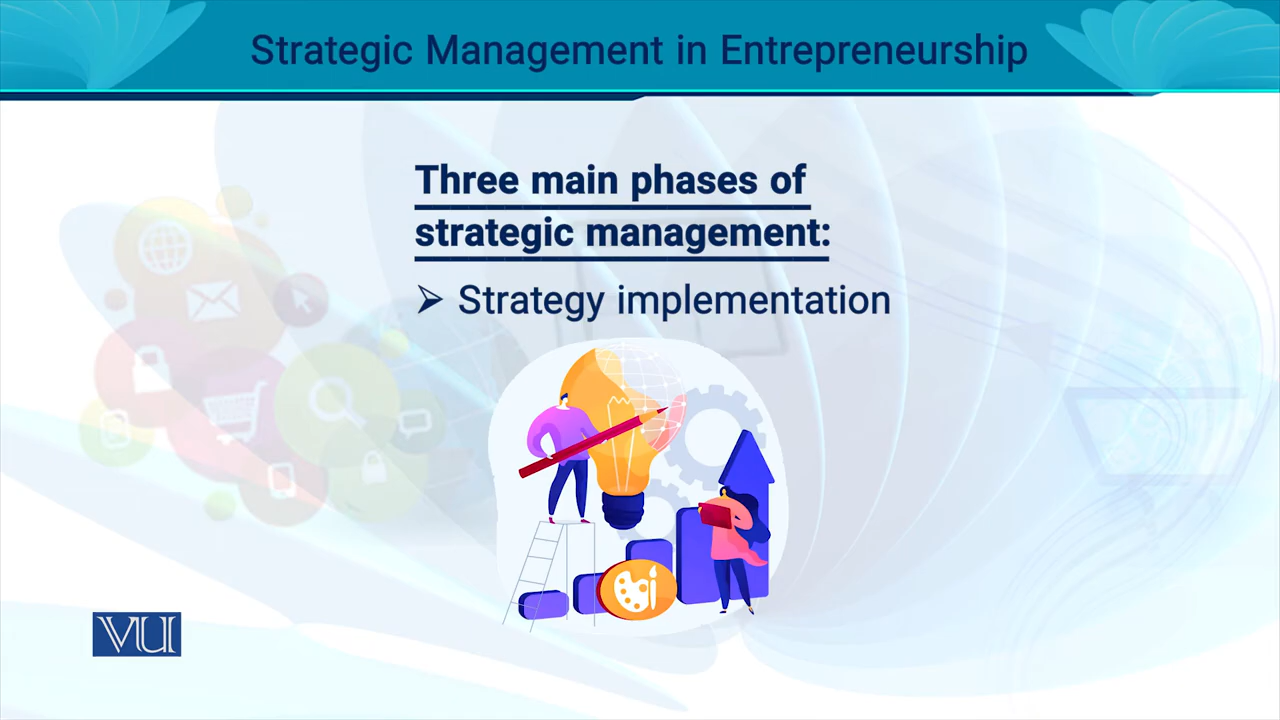 Strategic Management in Entrepreneurship
Three main phases of
strategic management:
➢ Strategy implementation
VU